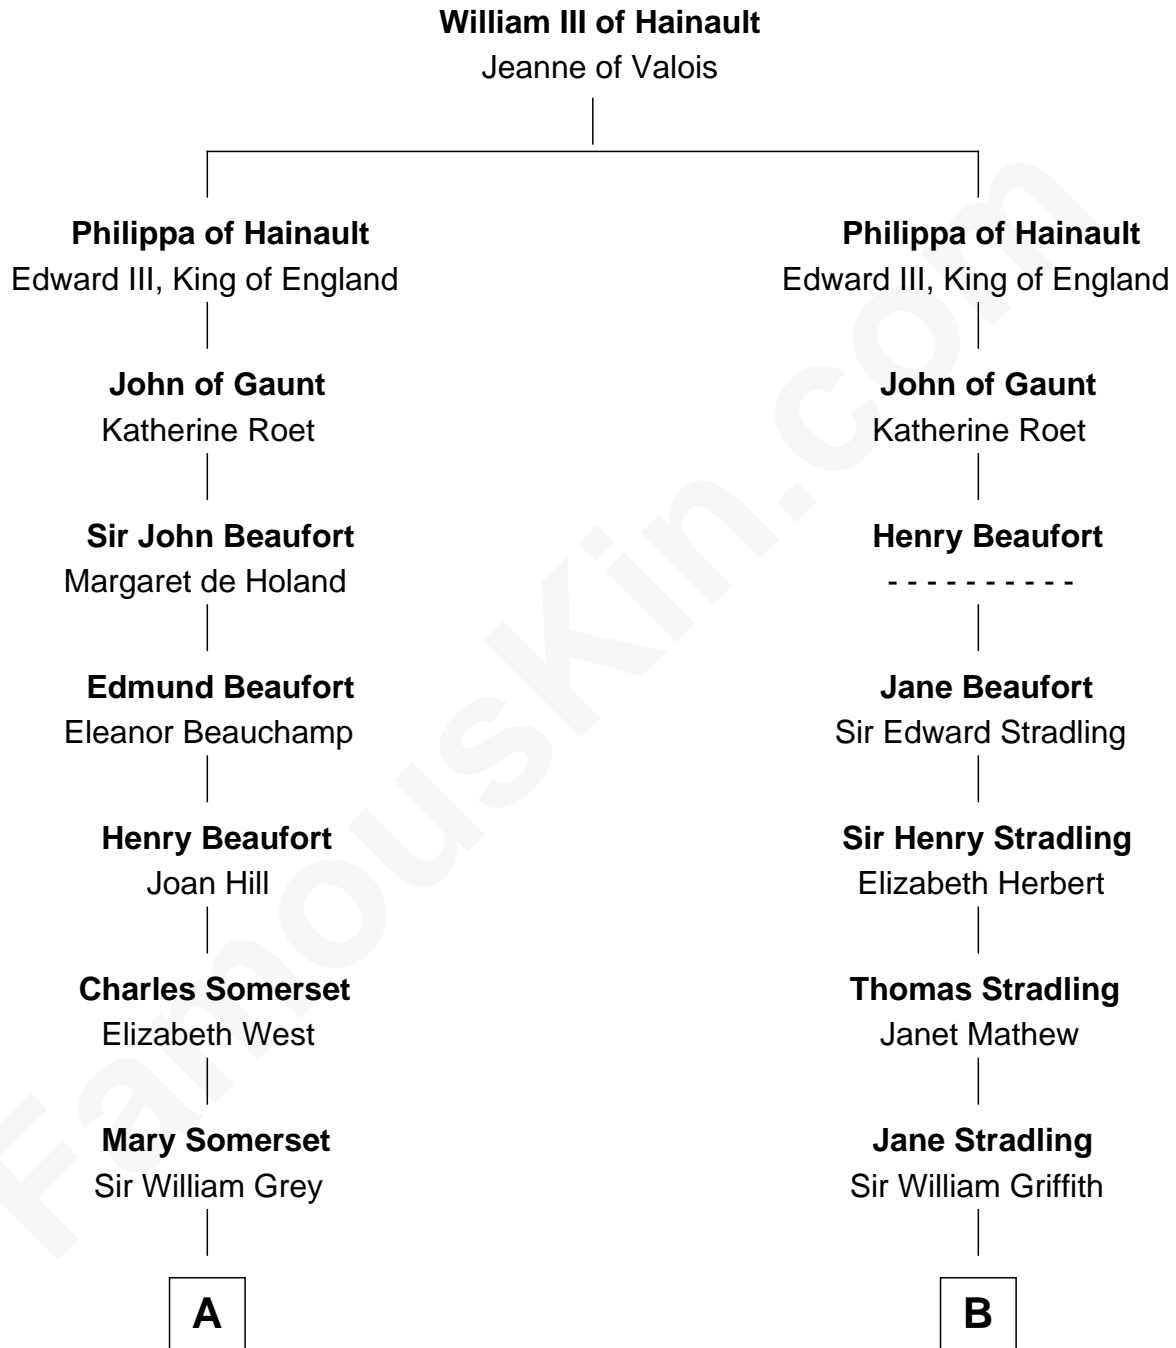 William III of Hainault
Jeanne of Valois
Philippa of Hainault
Edward III, King of England
John of Gaunt
Katherine Roet
Sir John Beaufort
Margaret de Holand
Edmund Beaufort
Eleanor Beauchamp
Henry Beaufort
Joan Hill
Charles Somerset
Elizabeth West
Mary Somerset
Sir William Grey
A
Philippa of Hainault
Edward III, King of England
John of Gaunt
Katherine Roet
Henry Beaufort
- - - - - - - - - -
Jane Beaufort
Sir Edward Stradling
Sir Henry Stradling
Elizabeth Herbert
Thomas Stradling
Janet Mathew
Jane Stradling
Sir William Griffith
B
FamousKin.com